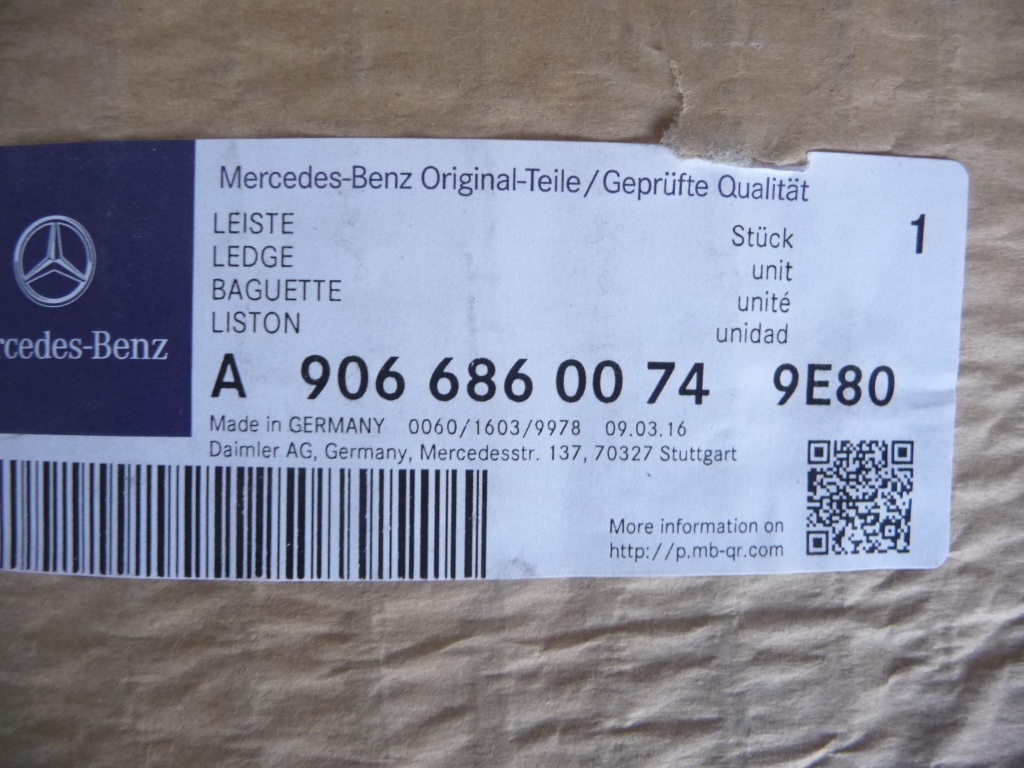 Mercedes-Benz Original-Teile/Geprüfte Qualität
LEISTE
LEDGE
BAGUETTE
LISTON
Stück
unit
unité
unidad
1
rcedes-Benz
A 906 686 00 74 9E80
Made in GERMANY 0060/1603/9978 09.03.16
Daimler AG, Germany, Mercedesstr. 137, 70327 Stuttgart
More information on
http://p.mb-qr.com